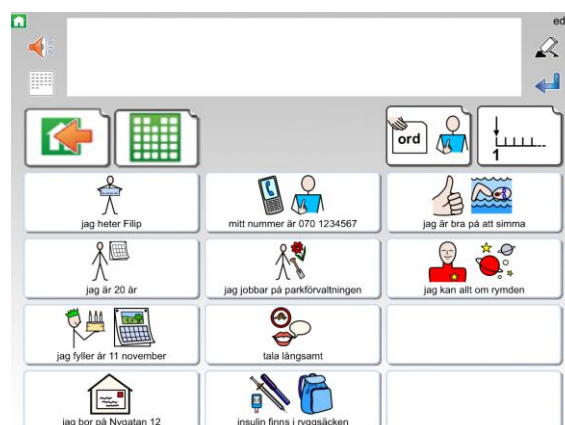 ed
ord
1
jag heter Filip
mitt nummer är 070 1234567
jag är bra på att simma
jag är 20 år
jag jobbar på parkförvaltningen
jag kan allt om rymden
jag fyller år 11 november
tala långsamt
jag bor på Nygatan 12
insulin finns i ryggsäcken